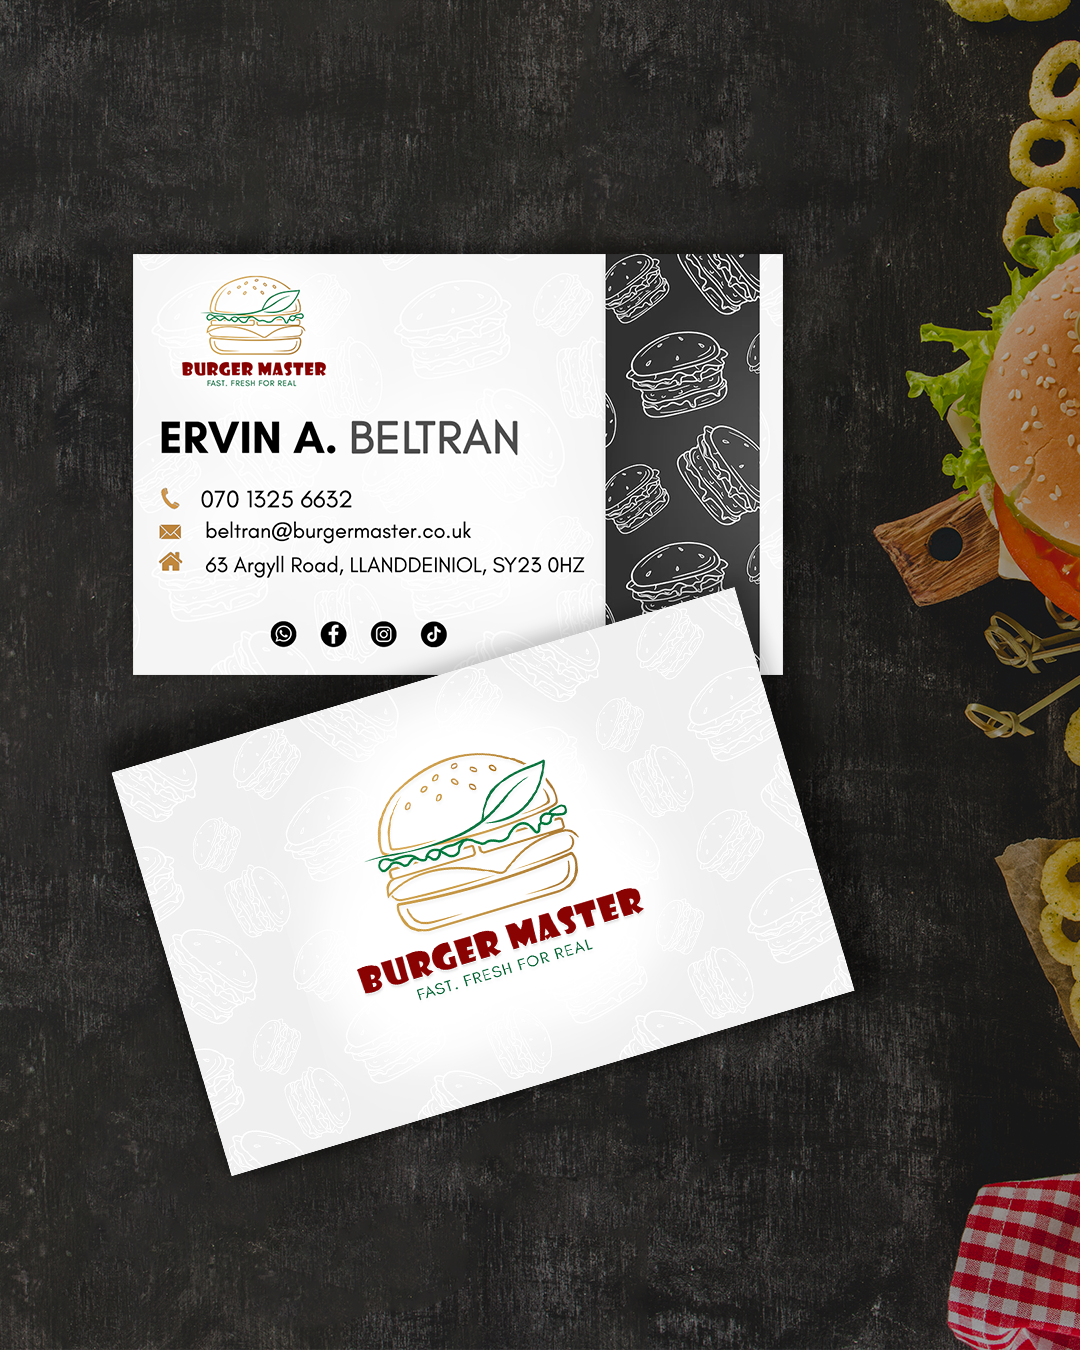 BURGER MASTER
FAST. FRESH FOR REAL
ERVIN A. BELTRAN
070 1325 6632
beltran@burgermaster.co.uk
63 Argyll Road, LLANDDEINIOL, SY23 0HZ
BURGER MASTER
FAST. FRESH FOR REAL